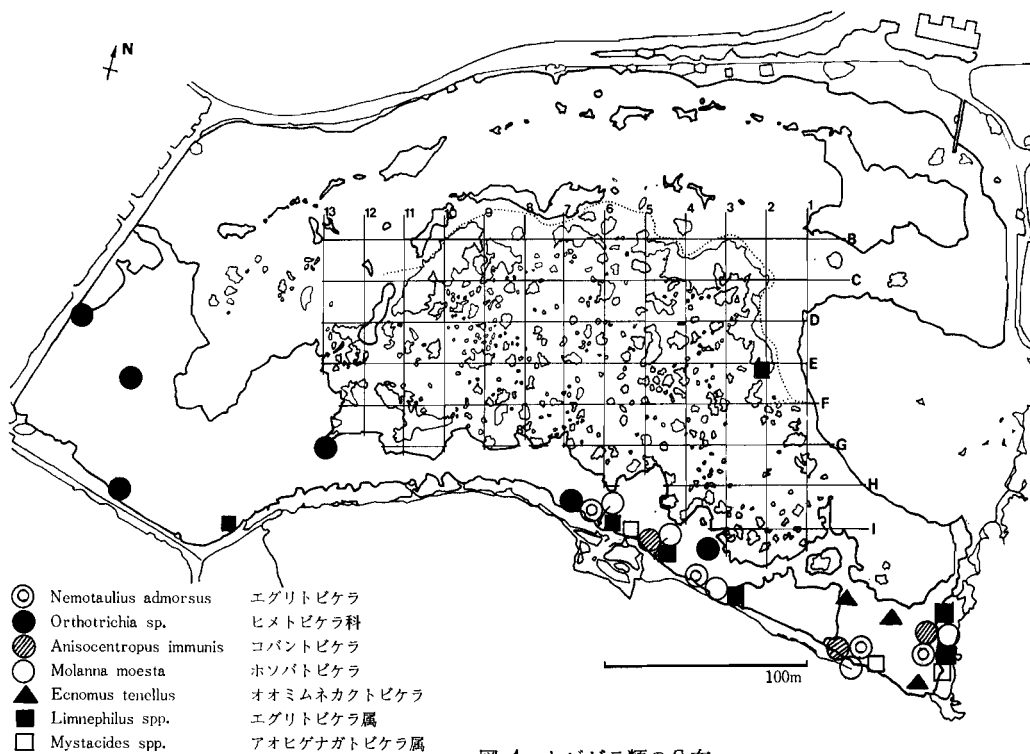 N
13 12 11 10 9 8 7 6 5 4 3 2 1
B
C
D
E
F
G
H
I
Nemotaulius admorsus エグリトビケラ
Orthotrichia sp. ヒメトビケラ科
Anisocentropus immunis コバントビケラ
Molanna moesta ホソバトビケラ
Ecnomus tenellus オオミムネカクトビケラ
Limnephilus spp. エグリトビケラ属
Mystacides spp. アオヒゲナガトビケラ属
100m